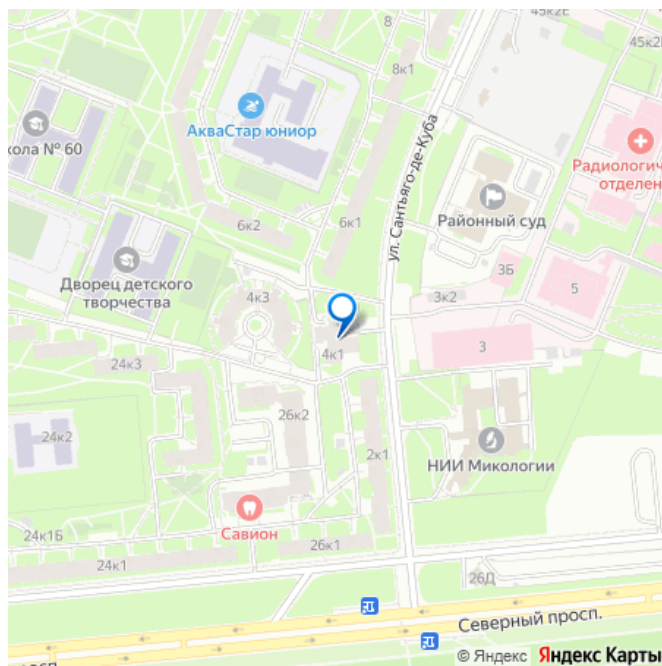 8
45к2Е
8к1
45к2
АкваСтар юниор
кола № 60
ул. Сантьяго-де-Куба
Радиологич
отделен
Районный суд
6к2
6к1
Дворец детского
творчества
3Б
5
4к3
3к2
4к1
3
24к3
26к2
24к2
2к1
НИИ Микологии
Савион
24к1Б
26к1
24к1
26Д
Северный просп.
просп.
© Яндекс Яндекс Карты